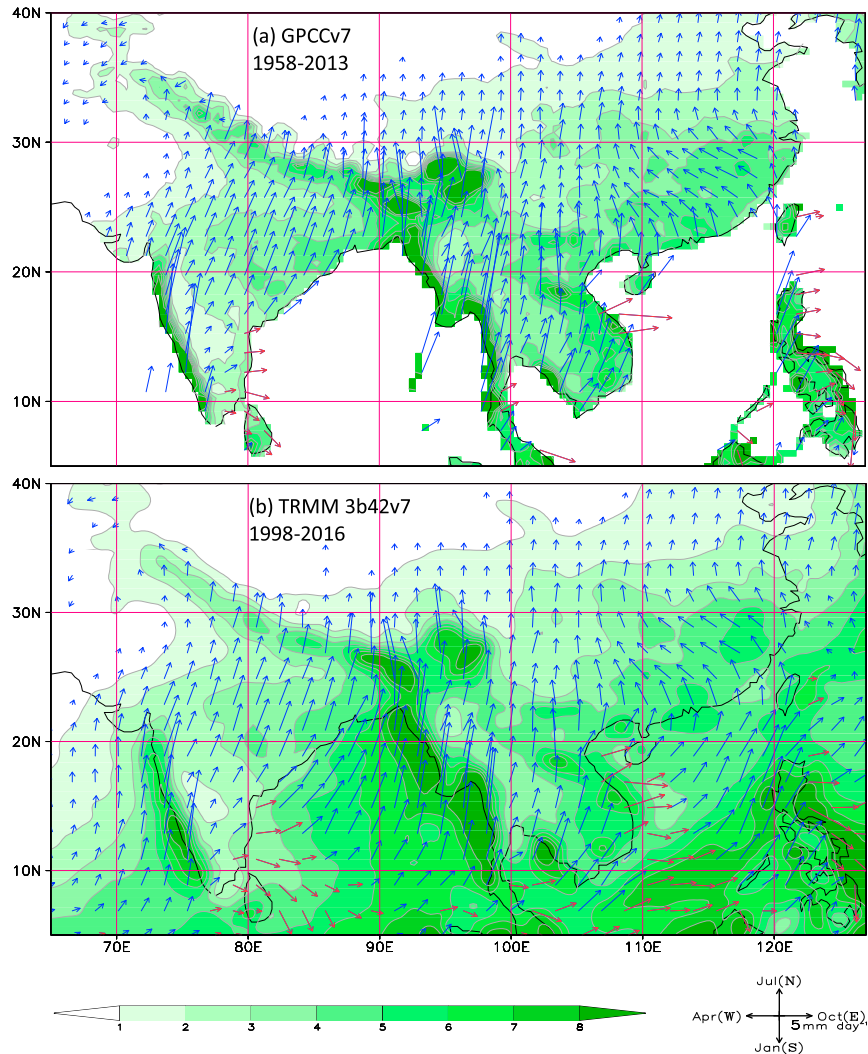 40N
(a) GPCCv7
1958-2013
30N
20N
10N
40N
(b) TRMM 3b42v7
1998-2016
30N
20N
10N
70E 80E 90E 100E 110E 120E
Jul(N)
Apr(W) Oct(E)
5mm day⁻¹
Jan(S)
1 2 3 4 5 6 7 8